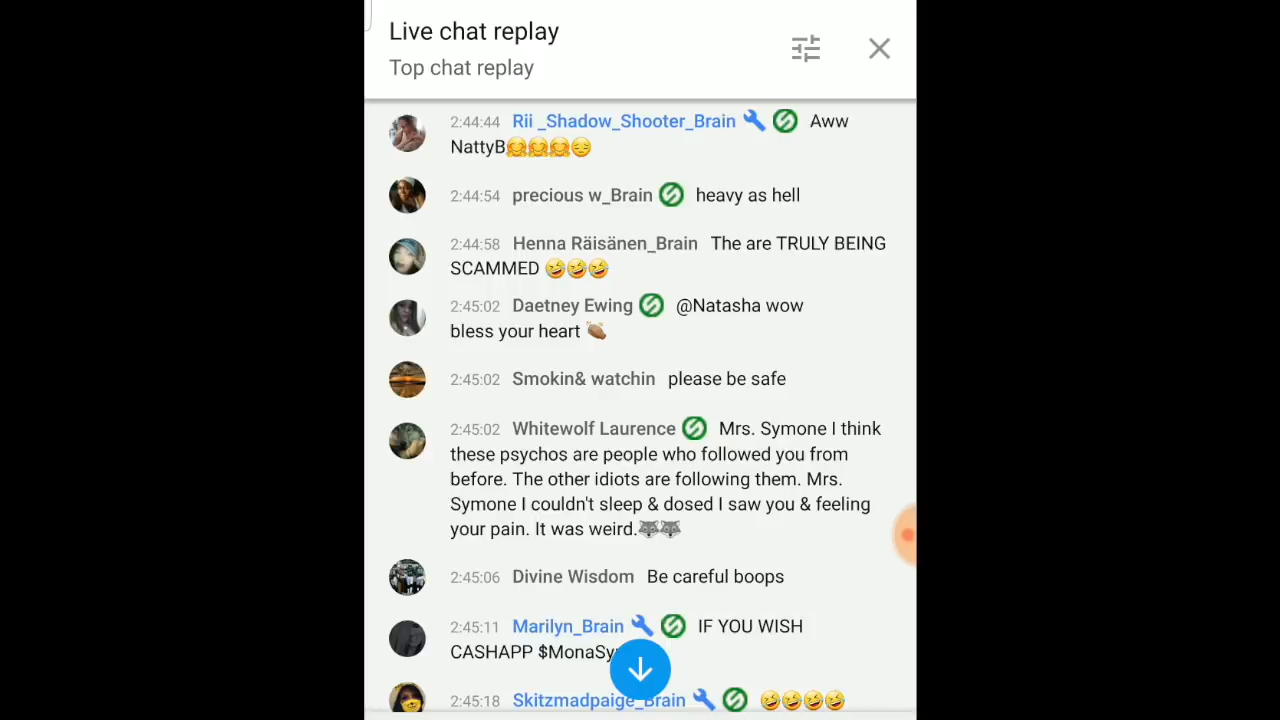 Live chat replay
Top chat replay
2:44:44 Rii _Shadow_Shooter_Brain Aww
NattyB🤗🤗🤗😔
2:44:54 precious w_Brain heavy as hell
2:44:58 Henna Räisänen_Brain The are TRULY BEING
SCAMMED 🤣🤣🤣
2:45:02 Daetney Ewing @Natasha wow
bless your heart 👏🏽
2:45:02 Smokin& watchin please be safe
2:45:02 Whitewolf Laurence Mrs. Symone I think
these psychos are people who followed you from
before. The other idiots are following them. Mrs.
Symone I couldn't sleep & dosed I saw you & feeling
your pain. It was weird.🐺🐺
2:45:06 Divine Wisdom Be careful boops
2:45:11 Marilyn_Brain IF YOU WISH
CASHAPP
2:45:18 Skitzmadpaige_Brain 🤣🤣🤣🤣